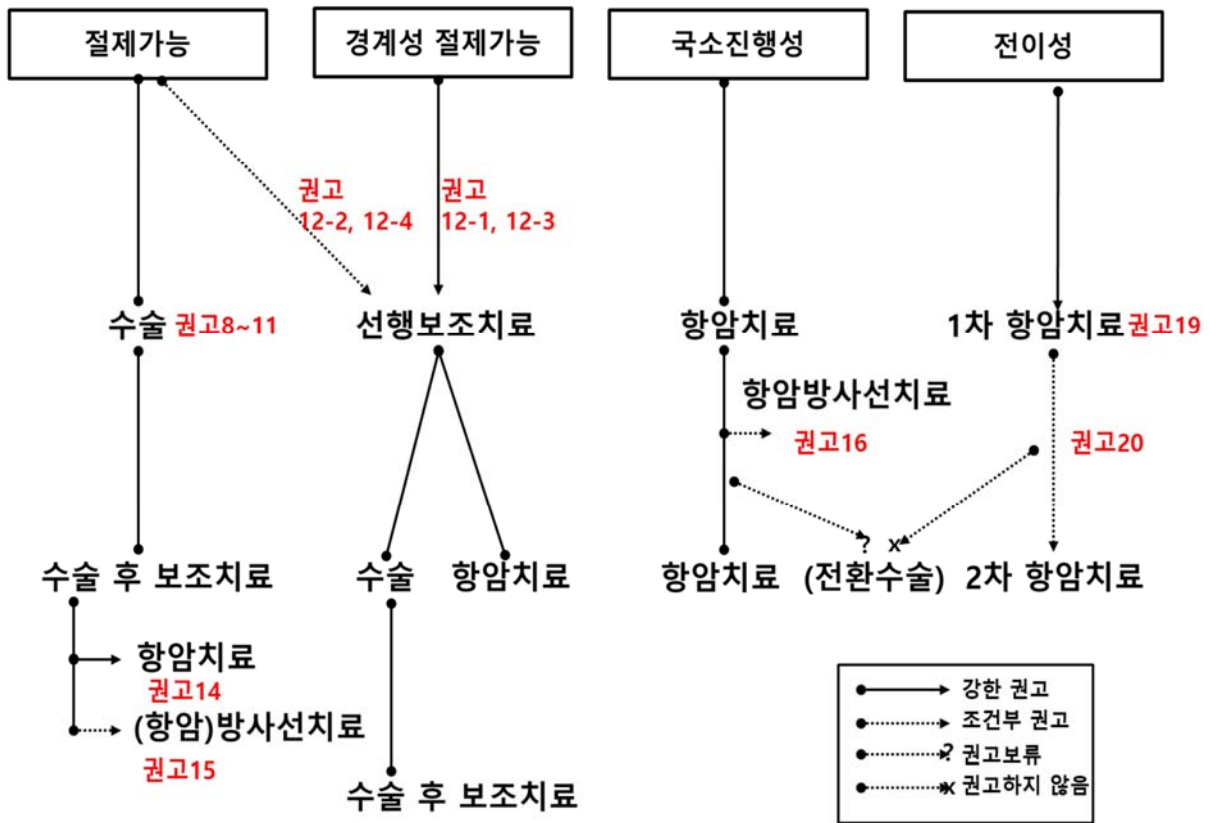 절제가능
경계성 절제가능
국소진행성
전이성
권고
12-2, 12-4
권고
12-1, 12-3
수술 권고8~11
선행보조치료
항암치료
1차 항암치료 권고19
항암방사선치료
권고16
권고20
? x
수술 후 보조치료
수술
항암치료
항암치료
(전환수술)
2차 항암치료
항암치료
권고14
(항암)방사선치료
권고15
수술 후 보조치료
강한 권고
조건부 권고
? 권고보류
x 권고하지 않음